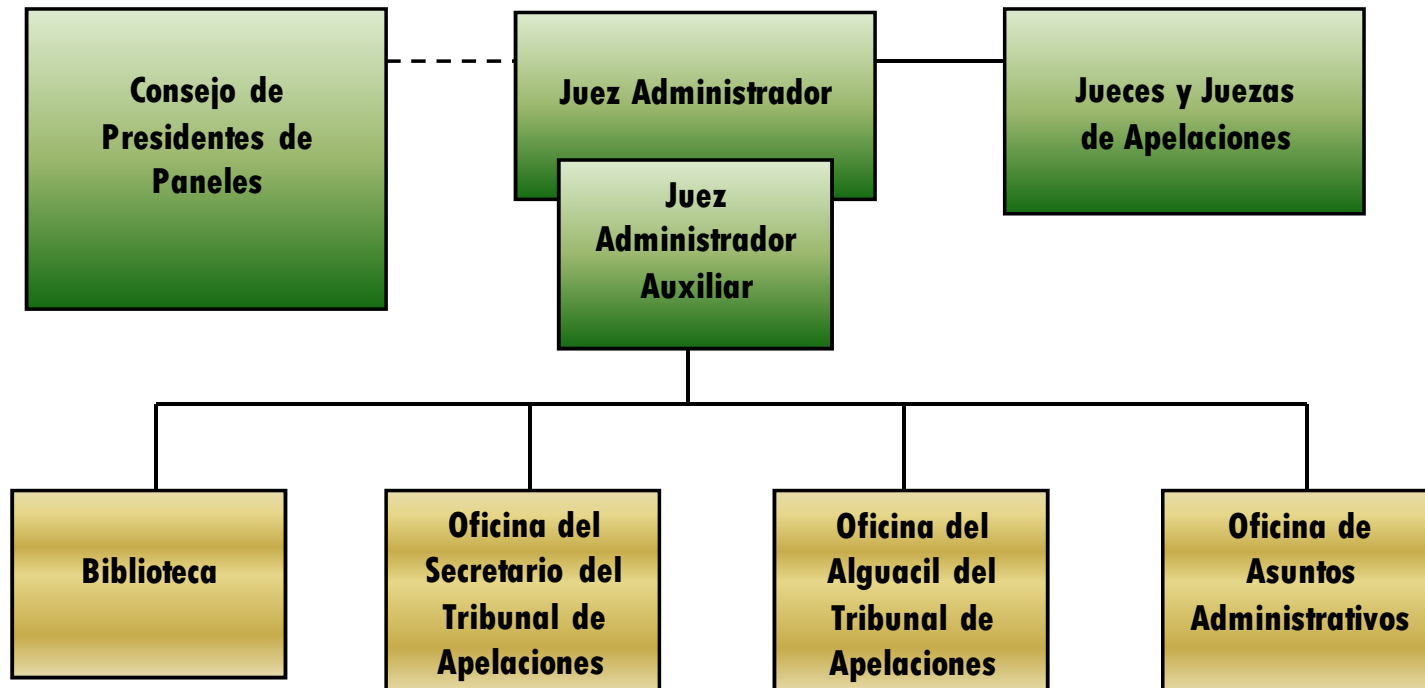 Consejo de
Presidentes de
Paneles
Juez Administrador
Jueces y Juezas
de Apelaciones
Juez
Administrador
Auxiliar
Biblioteca
Oficina del
Secretario del
Tribunal de
Apelaciones
Oficina del
Alguacil del
Tribunal de
Apelaciones
Oficina de
Asuntos
Administrativos